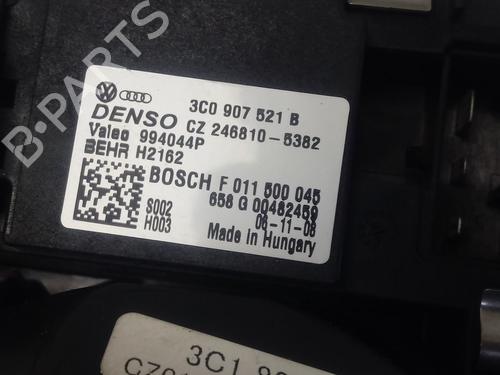 3C0 907 521 B
DENSO CZ 246810-5382
Valeo 994044P
BEHR H2162
BOSCH F 011 500 045
658 G 00482459
S002 06-11-08
H003 Made in Hungary
3C1